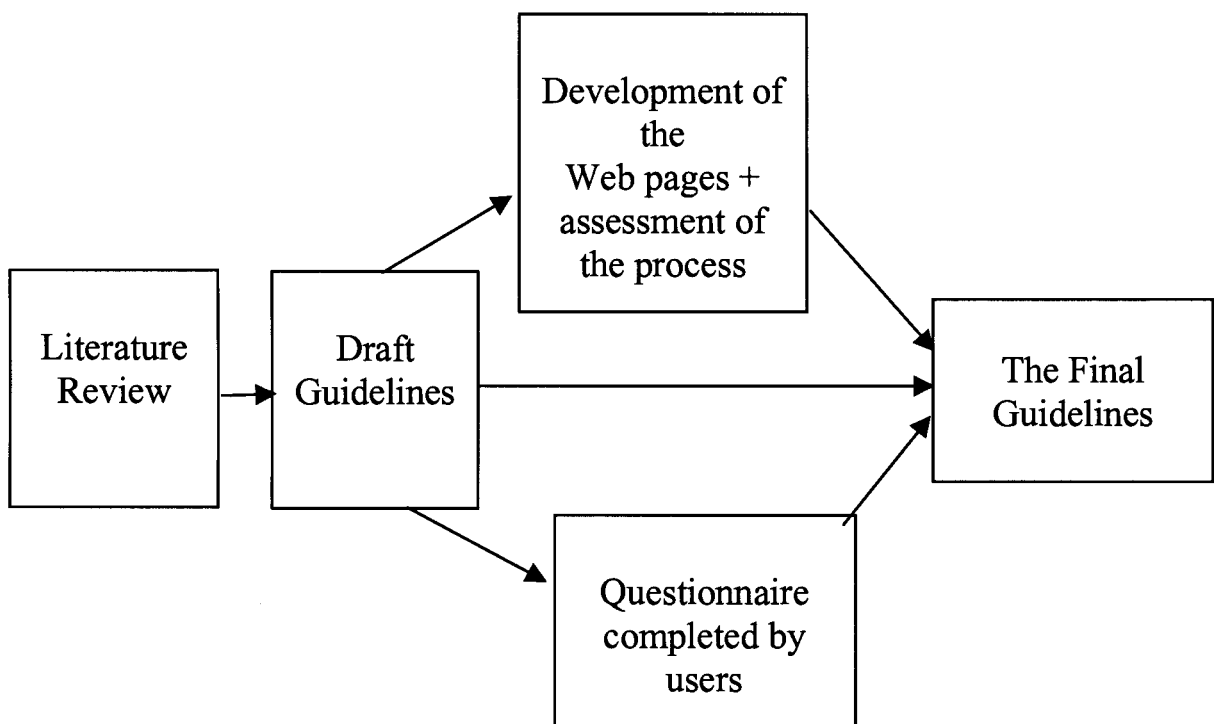 Development of
the
Web pages +
assessment of
the process
Literature
Review
Draft
Guidelines
The Final
Guidelines
Questionnaire
completed by
users